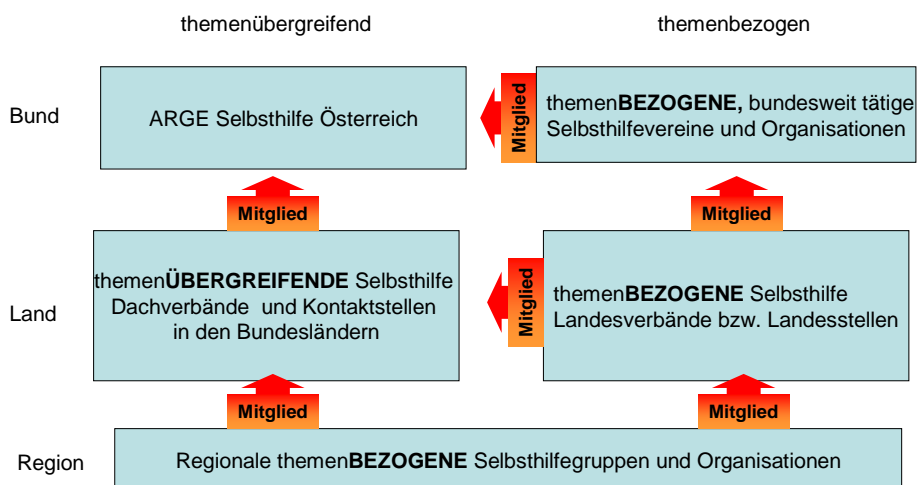 themenübergreifend
themenbezogen
Bund
ARGE Selbsthilfe Österreich
Mitglied
themenBEZOGENE, bundesweit tätige
Selbsthilfevereine und Organisationen
Mitglied
Mitglied
Land
themenÜBERGREIFENDE Selbsthilfe
Dachverbände und Kontaktstellen
in den Bundesländern
Mitglied
themenBEZOGENE Selbsthilfe
Landesverbände bzw. Landesstellen
Mitglied
Mitglied
Region
Regionale themenBEZOGENE Selbsthilfegruppen und Organisationen